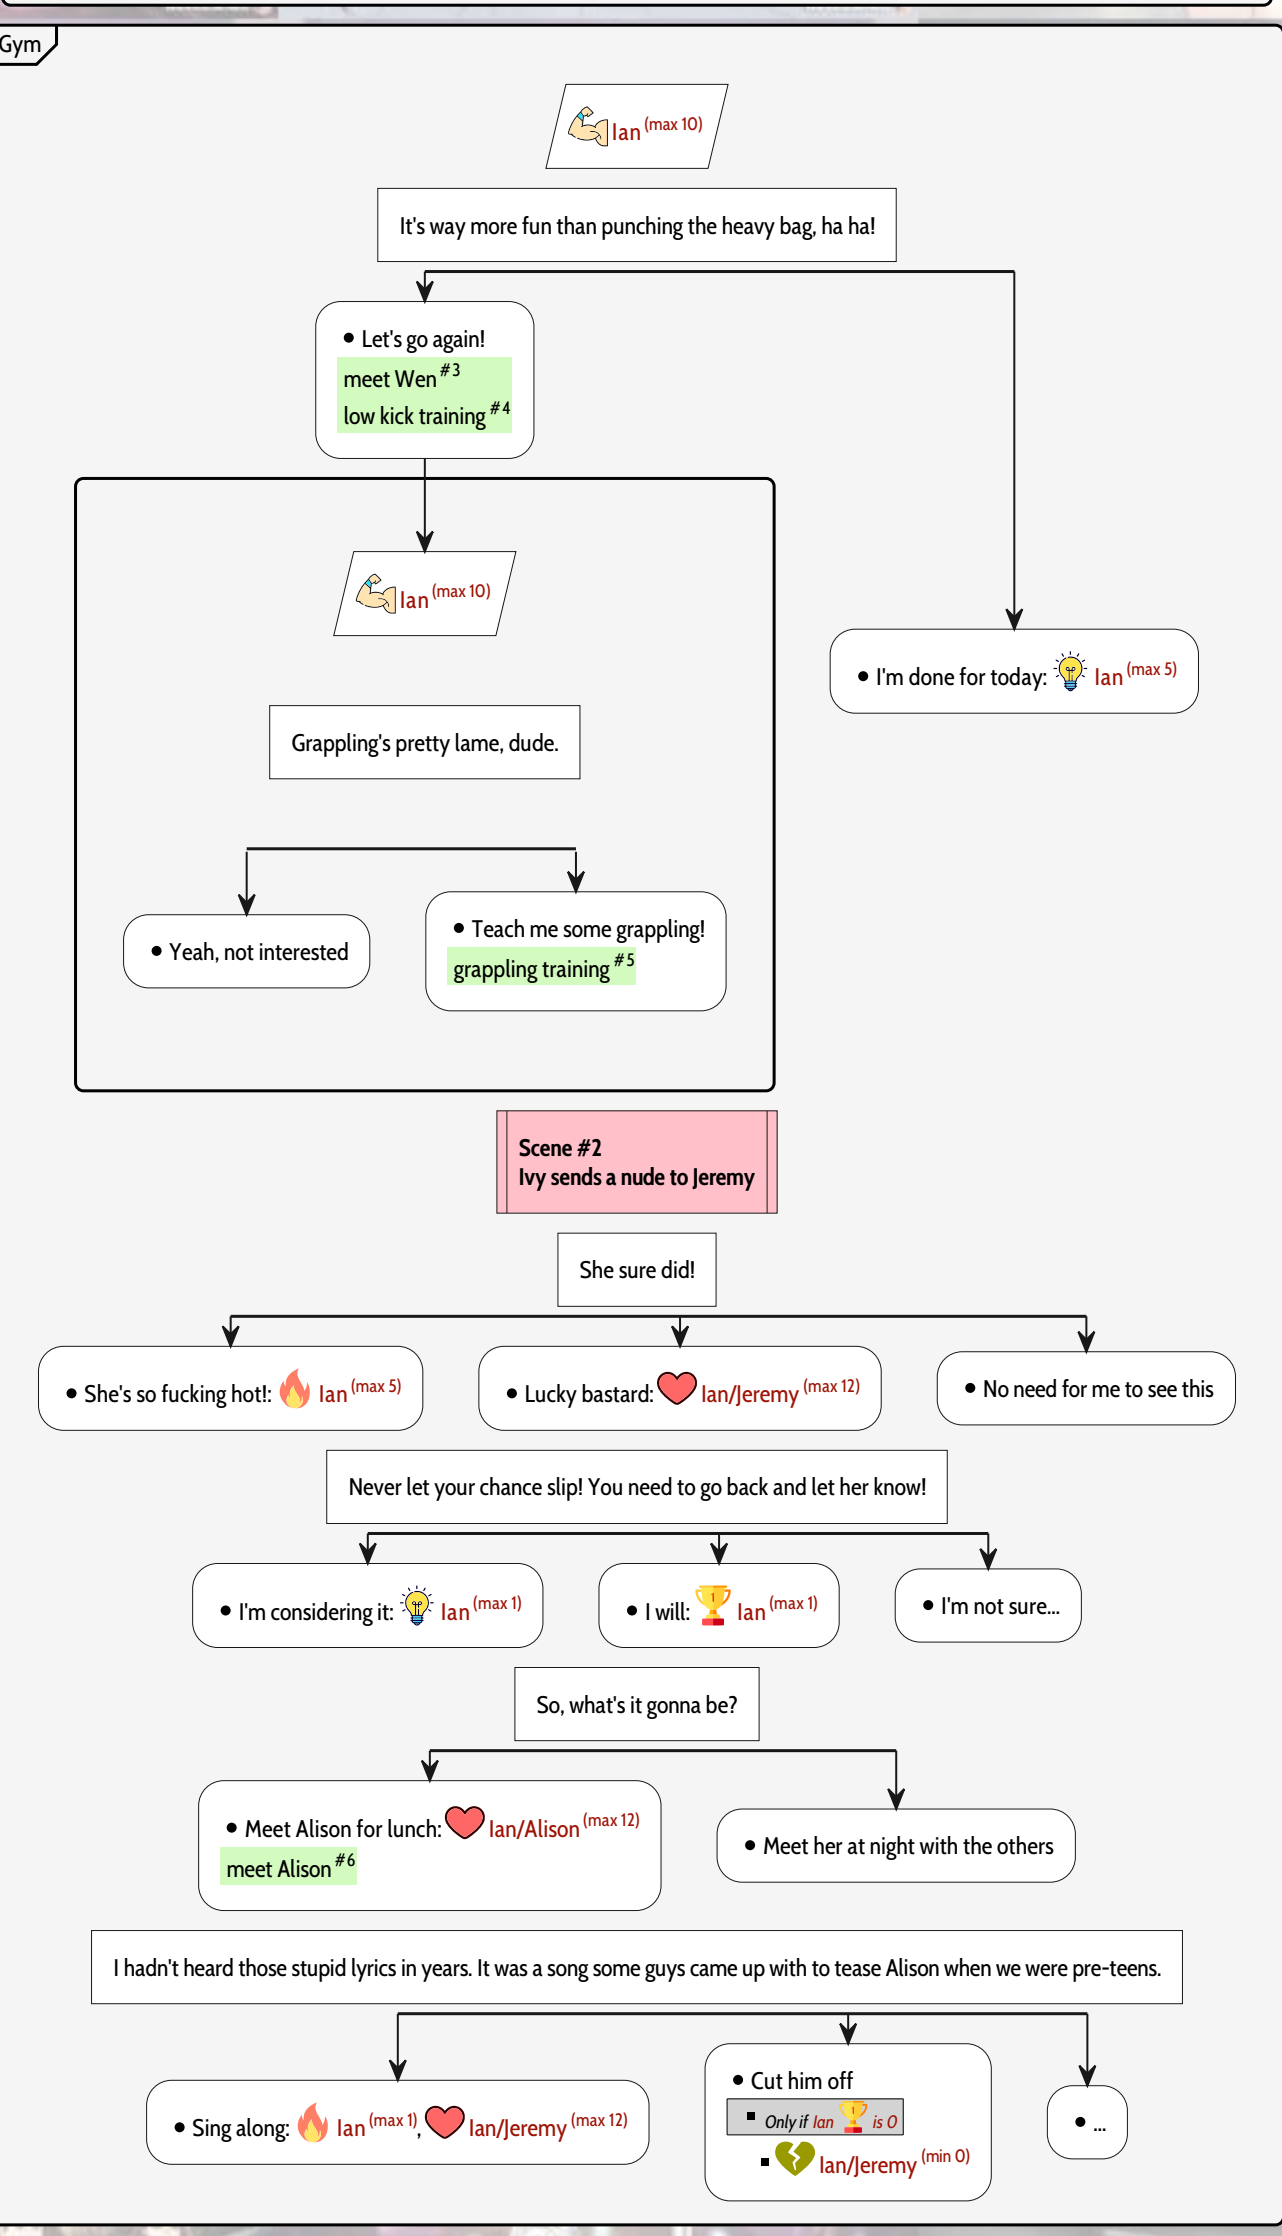 Gym
Ian (max 10)
It's way more fun than punching the heavy bag, ha ha!
• Let's go again!
meet Wen #3
low kick training #4
Ian (max 10)
• I'm done for today: Ian (max 5)
Grappling's pretty lame, dude.
• Yeah, not interested
• Teach me some grappling!
grappling training #5
Scene #2
Ivy sends a nude to Jeremy
She sure did!
• She's so fucking hot!: Ian (max 5)
• Lucky bastard: Ian/Jeremy (max 12)
• No need for me to see this
Never let your chance slip! You need to go back and let her know!
• I'm considering it: Ian (max 1)
• I will: 1 Ian (max 1)
• I'm not sure...
So, what's it gonna be?
• Meet Alison for lunch: Ian/Alison (max 12)
meet Alison #6
• Meet her at night with the others
I hadn't heard those stupid lyrics in years. It was a song some guys came up with to tease Alison when we were pre-teens.
• Sing along: Ian (max 1), Ian/Jeremy (max 12)
• Cut him off
▪ Only if Ian 1 is 0
▪ Ian/Jeremy (min 0)
• ...